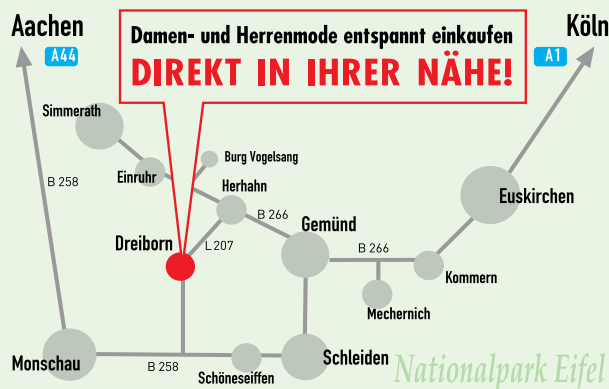 Aachen
A44
Damen- und Herrenmode entspannt einkaufen
DIREKT IN IHRER NÄHE!
Köln
A1
Simmerath
Burg Vogelsang
Einruhr
Herhahn
B 258
B 266
Euskirchen
Gemünd
Dreiborn
L 207
B 266
Kommern
Mechernich
Monschau
B 258
Schöneseiffen
Schleiden
Nationalpark Eifel